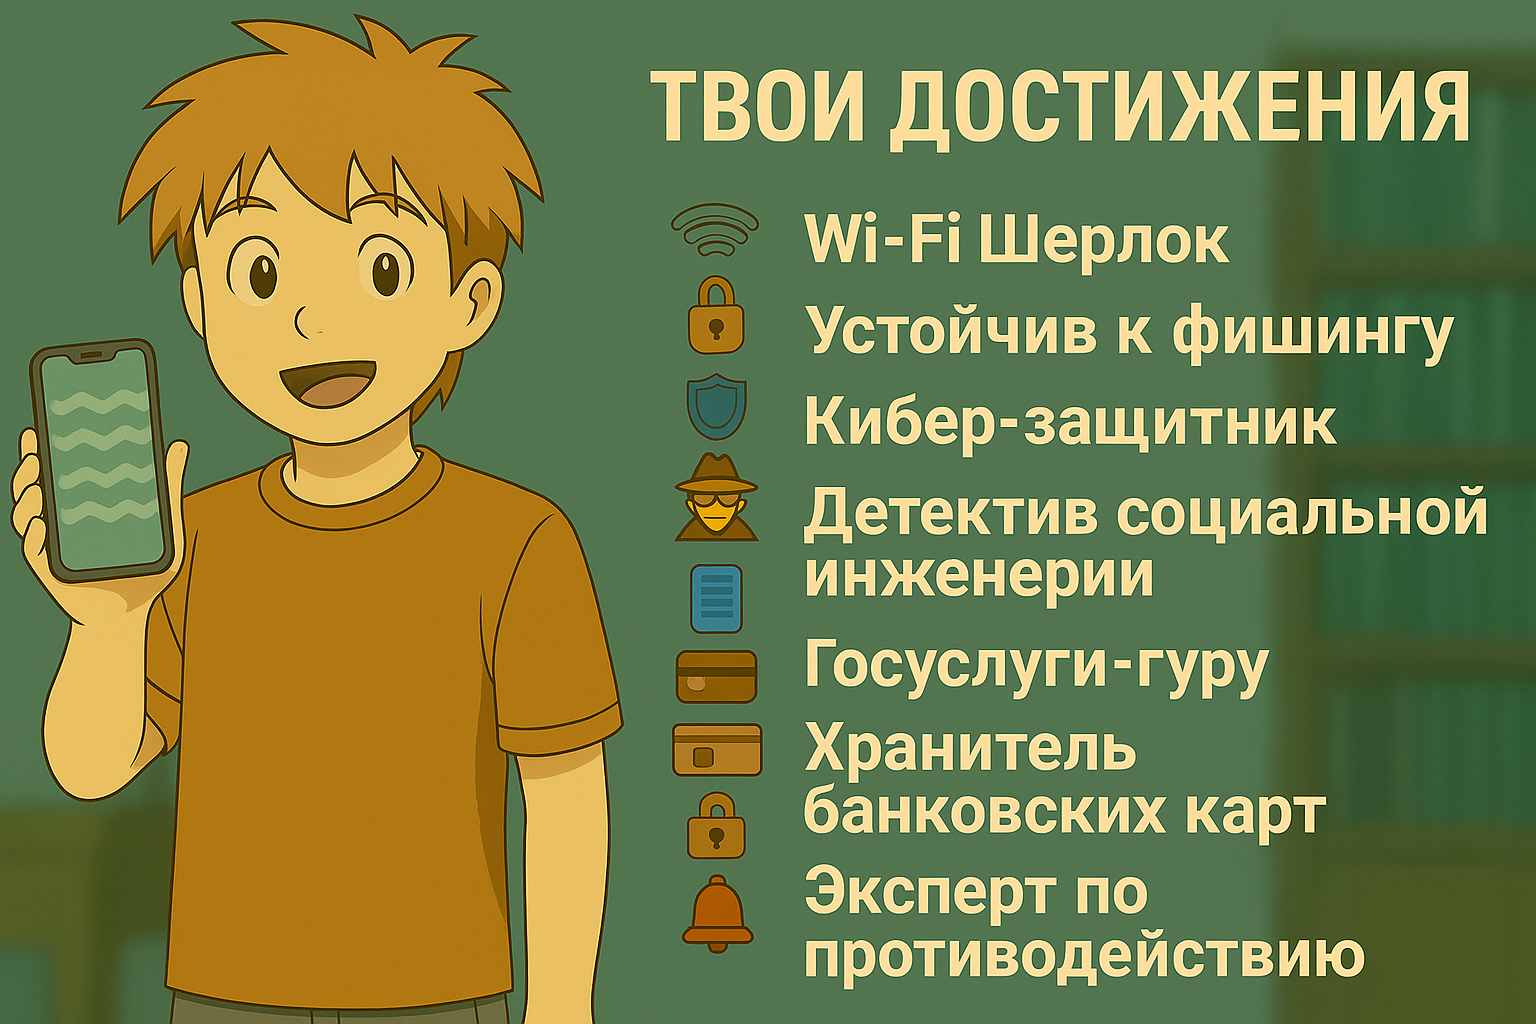 ТВОИ ДОСТИЖЕНИЯ
Wi-Fi Шерлок
Устойчив к фишингу
Кибер-защитник
Детектив социальной
инженерии
Госуслуги-гуру
Хранитель
банковских карт
Эксперт по
противодействию